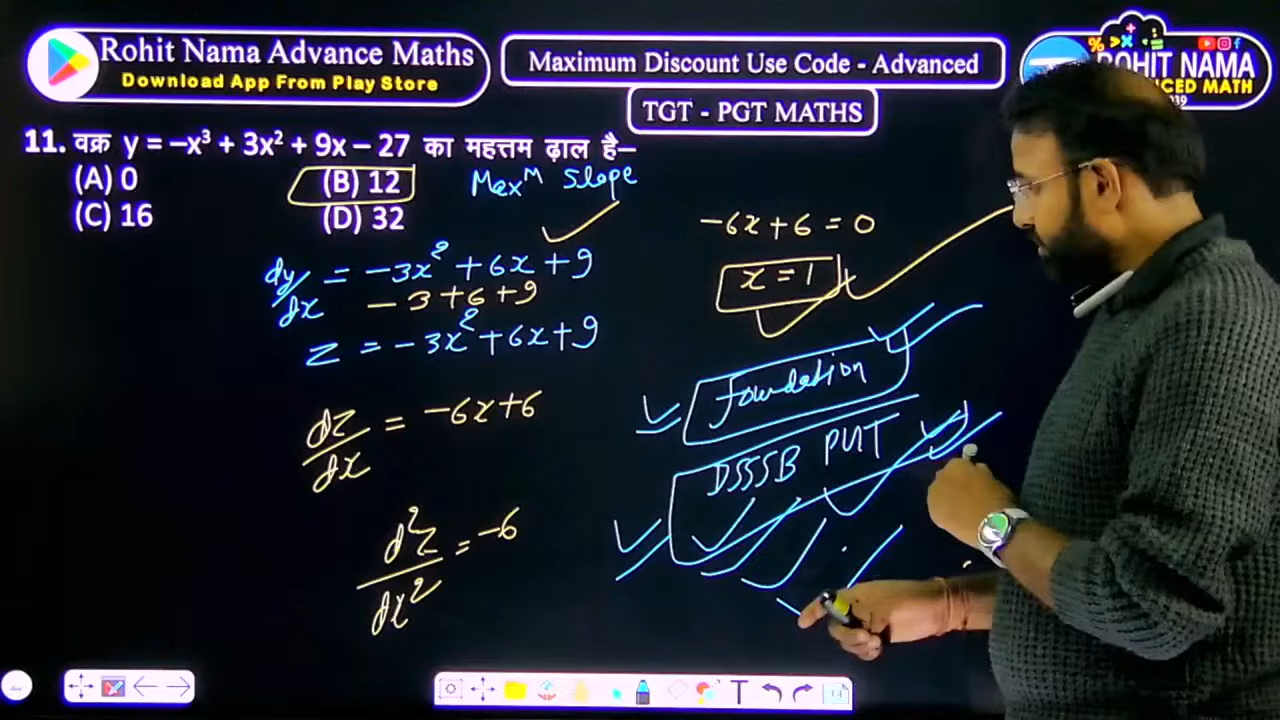 Rohit Nama Advance Maths
Download App From Play Store
Maximum Discount Use Code - Advanced
ROHIT NAMA
TGT - PGT MATHS
11. वक्र y = –x³ + 3x² + 9x – 27 का महत्तम ढ़ाल है–
(A) 0
(B) 12
Maxᴹ Slope
(C) 16
(D) 32
dy/dx = -3x² + 6x + 9
- 3 + 6 + 9
z = -3x² + 6x + 9
dz/dx = -6x + 6
d²z/dx² = -6
-6x + 6 = 0
x = 1
Foundation
DSSSB
T
14